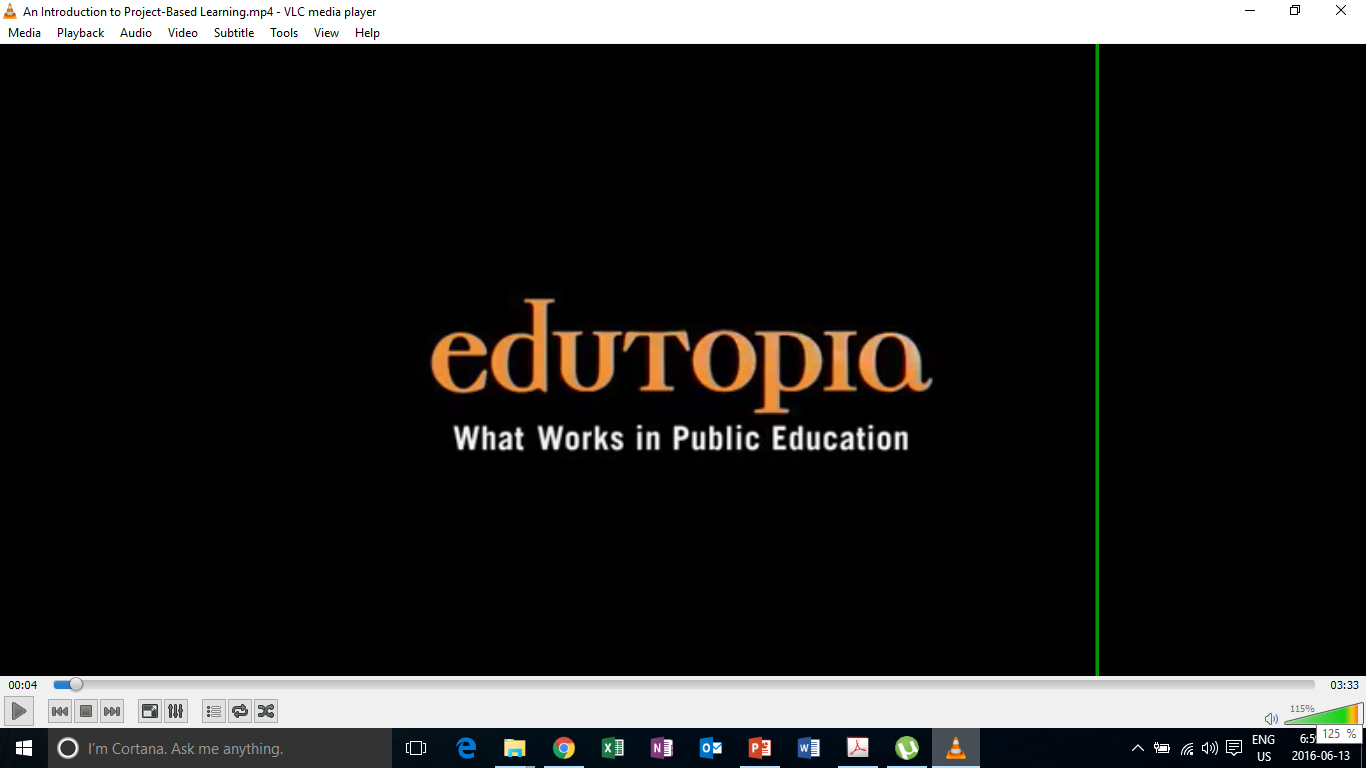 An Introduction to Project-Based Learning.mp4 - VLC media player
Media Playback Audio Video Subtitle Tools View Help
edutopia
What Works in Public Education
00:04 03:33
115%
125 %
I'm Cortana. Ask me anything.
ENG
US
2016-06-13